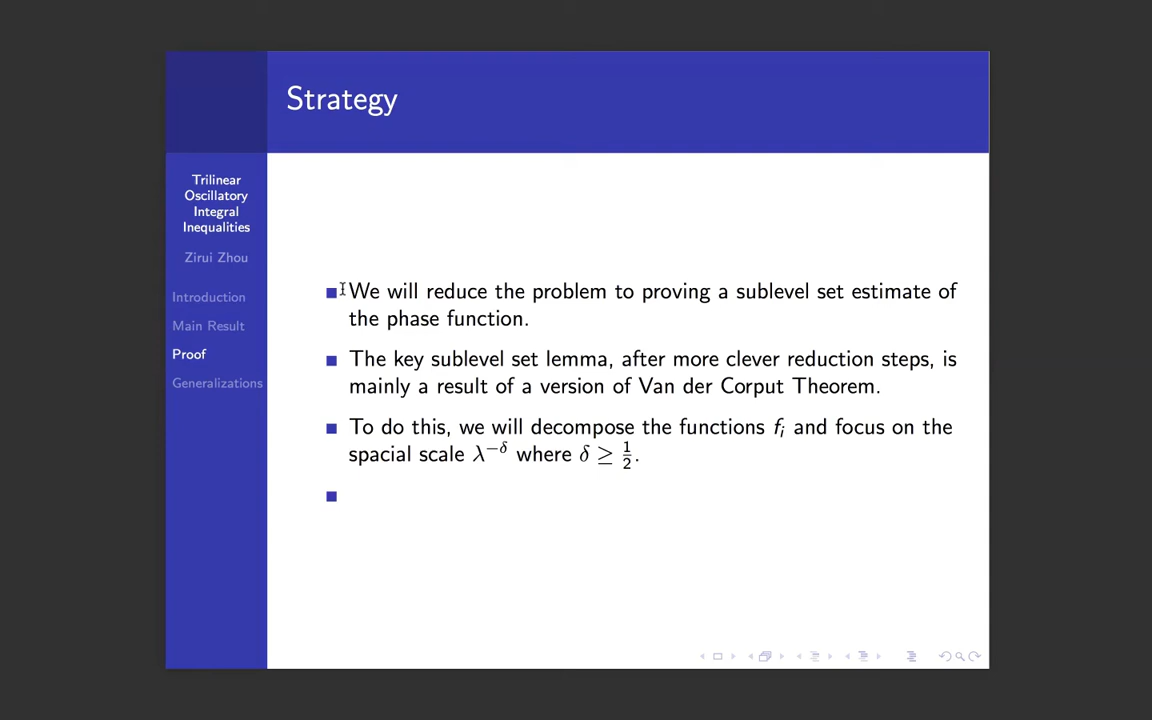 Strategy
Trilinear
Oscillatory
Integral
Inequalities
Zirui Zhou
Introduction
Main Result
Proof
Generalizations
We will reduce the problem to proving a sublevel set estimate of
the phase function.
The key sublevel set lemma, after more clever reduction steps, is
mainly a result of a version of Van der Corput Theorem.
To do this, we will decompose the functions fᵢ and focus on the
spacial scale λ^{−δ} where δ ≥ 1/2.